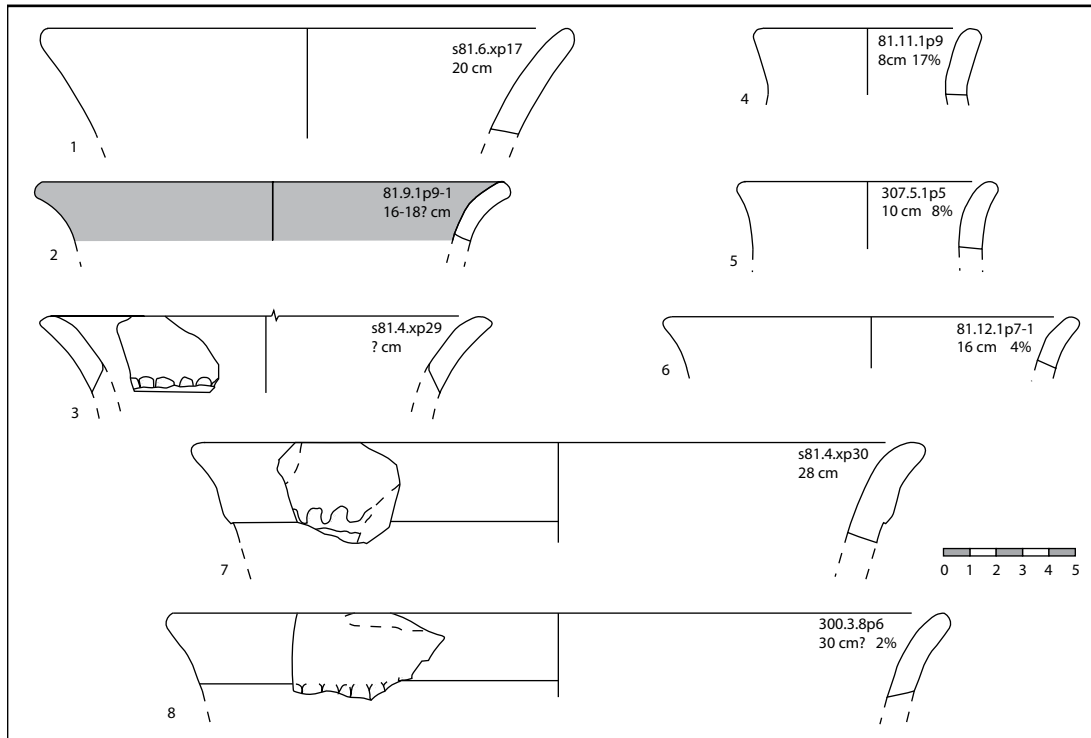 s81.6.xp17
20 cm
1
81.11.1p9
8cm 17%
4
81.9.1p9-1
16-18? cm
2
307.5.1p5
10 cm 8%
5
s81.4.xp29
? cm
3
81.12.1p7-1
16 cm 4%
6
s81.4.xp30
28 cm
7
0 1 2 3 4 5
300.3.8p6
30 cm? 2%
8